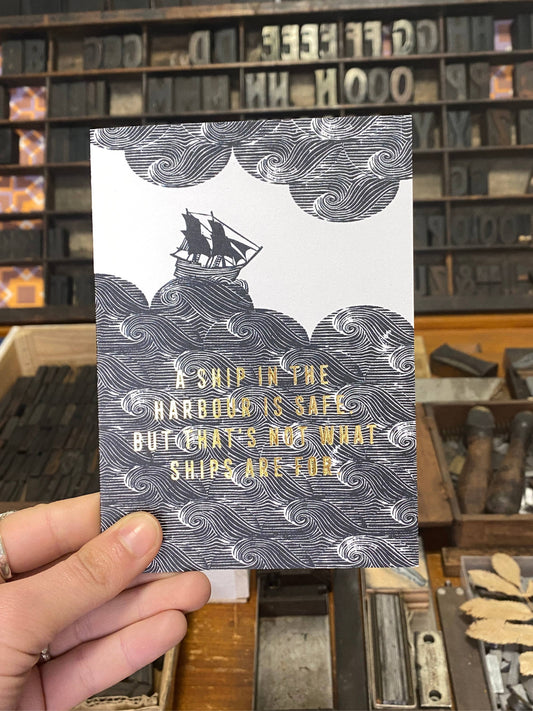 A SHIP IN THE
HARBOUR IS SAFE
BUT THAT'S NOT WHAT
SHIPS ARE FOR